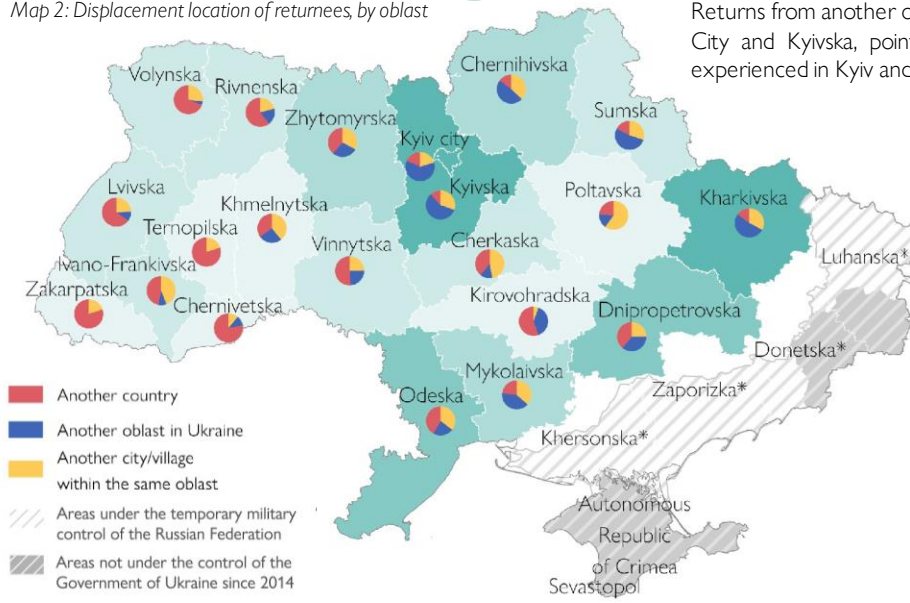 Map 2: Displacement location of returnees, by oblast
Returns from another
City and Kyivska,
experienced in Kyiv
Volynska
Rivnenska
Zhytomyrska
Chernihivska
Kyiv city
Sumska
Lvivska
Khmelnytska
Kyivska
Poltavska
Kharkivska
Ternopilska
Vinnytska
Cherkaska
Luhanska*
Ivano-Frankivska
Zakarpatska
Chernivetska
Kirovohradska
Dnipropetrovska
Donetska*
Mykolaivska
Zaporizka*
Odeska
Khersonska*
Another country
Another oblast in Ukraine
Another city/village
within the same oblast
Areas under the temporary military
control of the Russian Federation
Areas not under the control of the
Government of Ukraine since 2014
Autonomous
Republic
of Crimea
Sevastopol